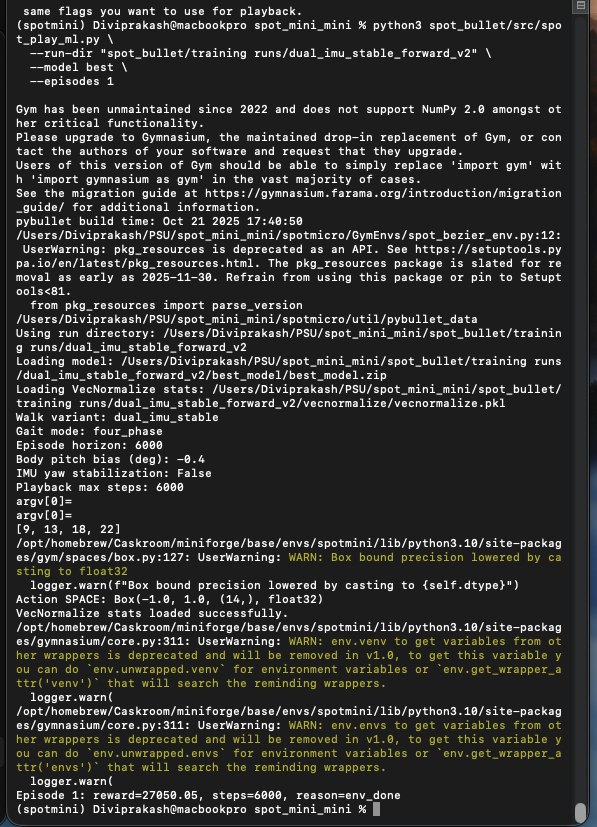 same flags you want to use for playback.
(spotmini) Diviprakash@macbookpro spot_mini_mini % python3 spot_bullet/src/spo
t_play_ml.py \
  --run-dir "spot_bullet/training runs/dual_imu_stable_forward_v2" \
  --model best \
  --episodes 1

Gym has been unmaintained since 2022 and does not support NumPy 2.0 amongst ot
her critical functionality.
Please upgrade to Gymnasium, the maintained drop-in replacement of Gym, or con
tact the authors of your software and request that they upgrade.
Users of this version of Gym should be able to simply replace 'import gym' wit
h 'import gymnasium as gym' in the vast majority of cases.
See the migration guide at https://gymnasium.farama.org/introduction/migration
_guide/ for additional information.
pybullet build time: Oct 21 2025 17:40:50
/Users/Diviprakash/PSU/spot_mini_mini/spotmicro/GymEnvs/spot_bezier_env.py:12:
 UserWarning: pkg_resources is deprecated as an API. See https://setuptools.py
pa.io/en/latest/pkg_resources.html. The pkg_resources package is slated for re
moval as early as 2025-11-30. Refrain from using this package or pin to Setupt
ools<81.
  from pkg_resources import parse_version
/Users/Diviprakash/PSU/spot_mini_mini/spotmicro/util/pybullet_data
Using run directory: /Users/Diviprakash/PSU/spot_mini_mini/spot_bullet/trainin
g runs/dual_imu_stable_forward_v2
Loading model: /Users/Diviprakash/PSU/spot_mini_mini/spot_bullet/training runs
/dual_imu_stable_forward_v2/best_model/best_model.zip
Loading VecNormalize stats: /Users/Diviprakash/PSU/spot_mini_mini/spot_bullet/
training runs/dual_imu_stable_forward_v2/vecnormalize/vecnormalize.pkl
Walk variant: dual_imu_stable
Gait mode: four_phase
Episode horizon: 6000
Body pitch bias (deg): -0.4
IMU yaw stabilization: False
Playback max steps: 6000
argv[0]=
argv[0]=
[9, 13, 18, 22]
/opt/homebrew/Caskroom/miniforge/base/envs/spotmini/lib/python3.10/site-packag
es/gym/spaces/box.py:127: UserWarning: WARN: Box bound precision lowered by ca
sting to float32
  logger.warn(f"Box bound precision lowered by casting to {self.dtype}")
Action SPACE: Box(-1.0, 1.0, (14,), float32)
VecNormalize stats loaded successfully.
/opt/homebrew/Caskroom/miniforge/base/envs/spotmini/lib/python3.10/site-packag
es/gymnasium/core.py:311: UserWarning: WARN: env.venv to get variables from ot
her wrappers is deprecated and will be removed in v1.0, to get this variable y
ou can do `env.unwrapped.venv` for environment variables or `env.get_wrapper_a
ttr('venv')` that will search the reminding wrappers.
  logger.warn(
/opt/homebrew/Caskroom/miniforge/base/envs/spotmini/lib/python3.10/site-packag
es/gymnasium/core.py:311: UserWarning: WARN: env.envs to get variables from ot
her wrappers is deprecated and will be removed in v1.0, to get this variable y
ou can do `env.unwrapped.envs` for environment variables or `env.get_wrapper_a
ttr('envs')` that will search the reminding wrappers.
  logger.warn(
Episode 1: reward=27050.05, steps=6000, reason=env_done
(spotmini) Diviprakash@macbookpro spot_mini_mini %